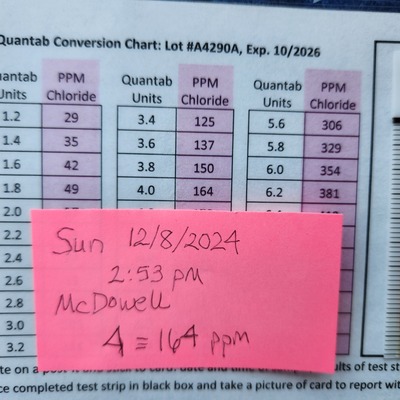 Quantab Conversion Chart: Lot #A4290A, Exp. 10/2026
Quantab Units PPM Chloride Quantab Units PPM Chloride Quantab Units PPM Chloride
1.2 29 3.4 125 5.6 306
1.4 35 3.6 137 5.8 329
1.6 42 3.8 150 6.0 354
1.8 49 4.0 164 6.2 381
2.0
2.2
2.4
2.6
2.8
3.0
3.2
Sun 12/8/2024
2:53 pm
McDowell
4 ≡ 164 ppm
results of test st
ce completed test strip in black box and take a picture of card to report wit